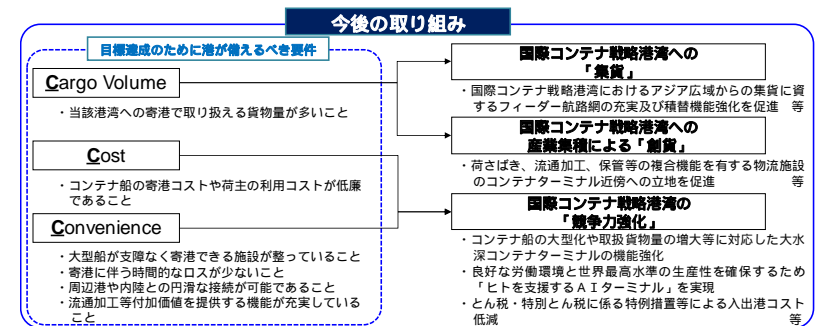 今後の取り組み
目標達成のために港が備えるべき要件
Cargo Volume
・当該港湾への寄港で取り扱える貨物量が多いこと
Cost
・コンテナ船の寄港コストや荷主の利用コストが低廉
であること
Convenience
・大型船が支障なく寄港できる施設が整っていること
・寄港に伴う時間的なロスが少ないこと
・周辺港や内陸との円滑な接続が可能であること
・流通加工等付加価値を提供する機能が充実している
こと
国際コンテナ戦略港湾への
「集貨」
・国際コンテナ戦略港湾におけるアジア広域からの集貨に資
するフィーダー航路網の充実及び積替機能強化を促進 等
国際コンテナ戦略港湾への
産業集積による「創貨」
・荷さばき、流通加工、保管等の複合機能を有する物流施設
のコンテナターミナル近傍への立地を促進 等
国際コンテナ戦略港湾の
「競争力強化」
・コンテナ船の大型化や取扱貨物量の増大等に対応した大水
深コンテナターミナルの機能強化
・良好な労働環境と世界最高水準の生産性を確保するため
「ヒトを支援するＡＩターミナル」を実現
・とん税・特別とん税に係る特例措置等による入出港コスト
低減 等